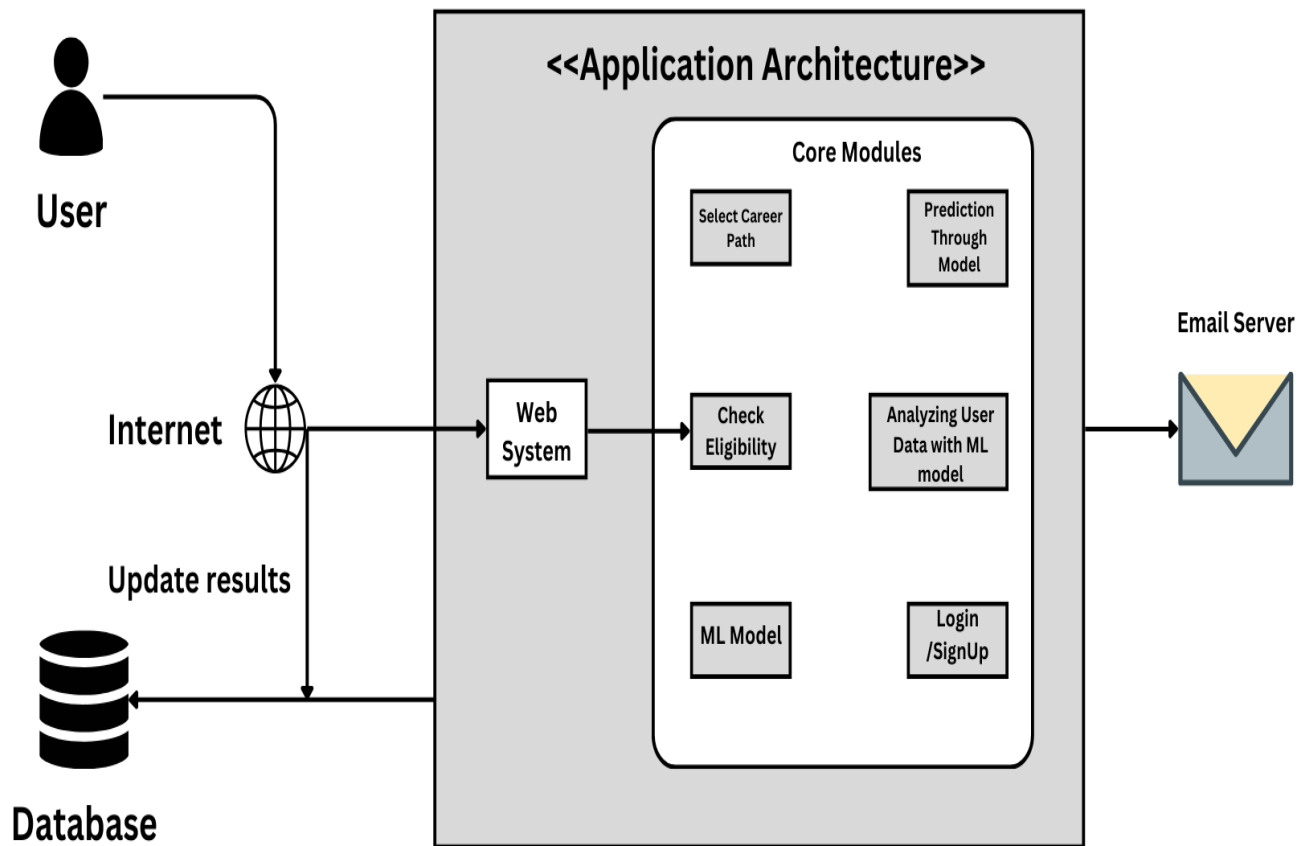 <<Application Architecture>>
User
Core Modules
Select Career
Path
Prediction
Through
Model
Email Server
Internet
Web
System
Check
Eligibility
Analyzing User
Data with ML
model
Update results
ML Model
Login
/SignUp
Database